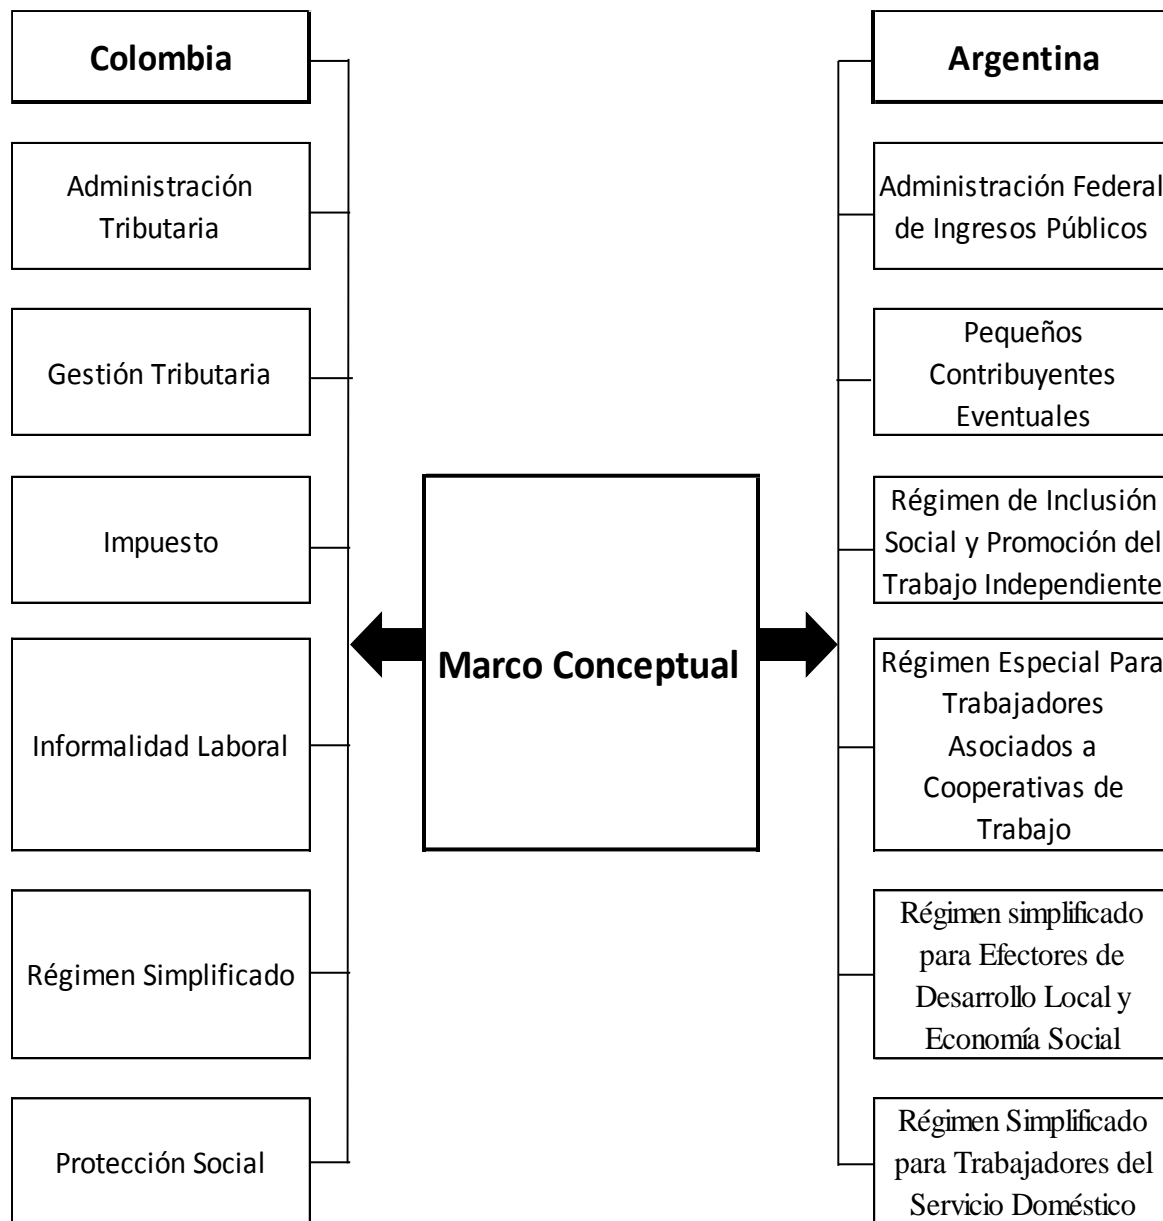 Colombia
Administración
Tributaria
Gestión Tributaria
Impuesto
Informalidad Laboral
Régimen Simplificado
Protección Social
Marco Conceptual
Argentina
Administración Federal
de Ingresos Públicos
Pequeños
Contribuyentes
Eventuales
Régimen de Inclusión
Social y Promoción del
Trabajo Independiente
Régimen Especial Para
Trabajadores
Asociados a
Cooperativas de
Trabajo
Régimen simplificado
para Efectores de
Desarrollo Local y
Economía Social
Régimen Simplificado
para Trabajadores del
Servicio Doméstico